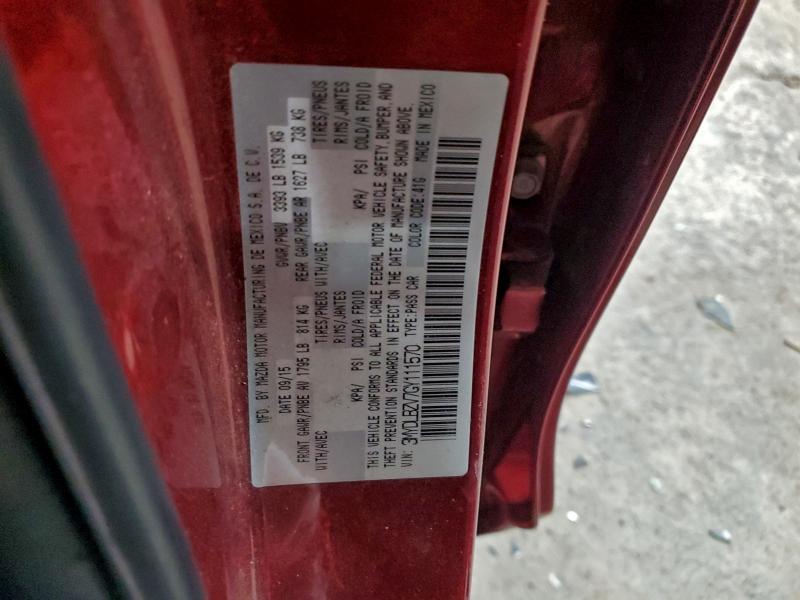 MFD. BY MAZDA MOTOR MANUFACTURING DE MEXICO S.A. DE C.V.
DATE 09/15 GVWR/PNBV 3393 LB 1539 KG
FRONT GAWR/PNBE AV 1795 LB 814 KG REAR GAWR/PNBE AR 1627 LB 738 KG
WITH/AVEC TIRES/PNEUS WITH/AVEC TIRES/PNEUS
RIMS/JANTES RIMS/JANTES
KPA/ PSI COLD/A FROID KPA/ PSI COLD/A FROID
THIS VEHICLE CONFORMS TO ALL APPLICABLE FEDERAL MOTOR VEHICLE SAFETY, BUMPER, AND
THEFT PREVENTION STANDARDS IN EFFECT ON THE DATE OF MANUFACTURE SHOWN ABOVE.
VIN: 3MYDLBZV7GY111570 TYPE:PASS CAR COLOR CODE:41G MADE IN MEXICO